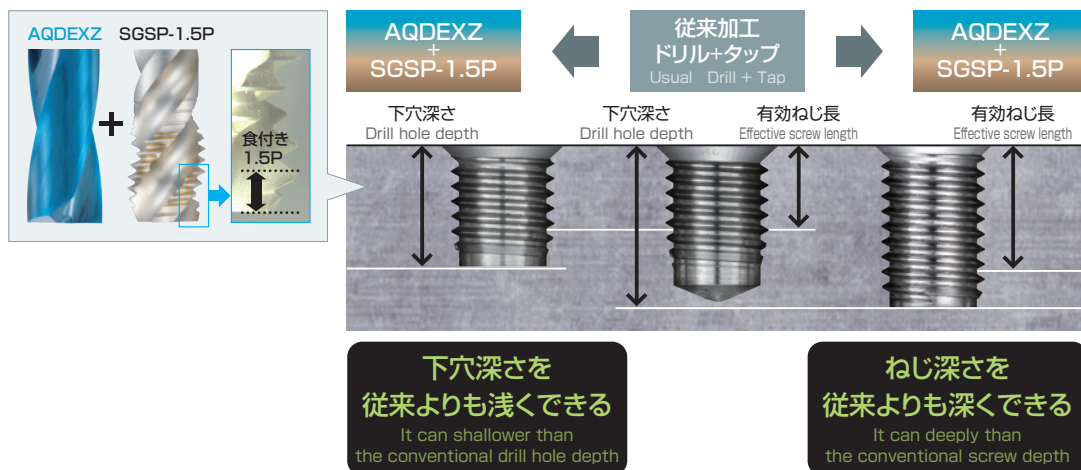 AQDEXZ SGSP-1.5P
+
食付き
1.5P
AQDEXZ
+
SGSP-1.5P
従来加工
ドリル+タップ
Usual Drill + Tap
AQDEXZ
+
SGSP-1.5P
下穴深さ
Drill hole depth
下穴深さ
Drill hole depth
有効ねじ長
Effective screw length
有効ねじ長
Effective screw length
下穴深さを
従来よりも浅くできる
It can shallower than
the conventional drill hole depth
ねじ深さを
従来よりも深くできる
It can deeply than
the conventional screw depth